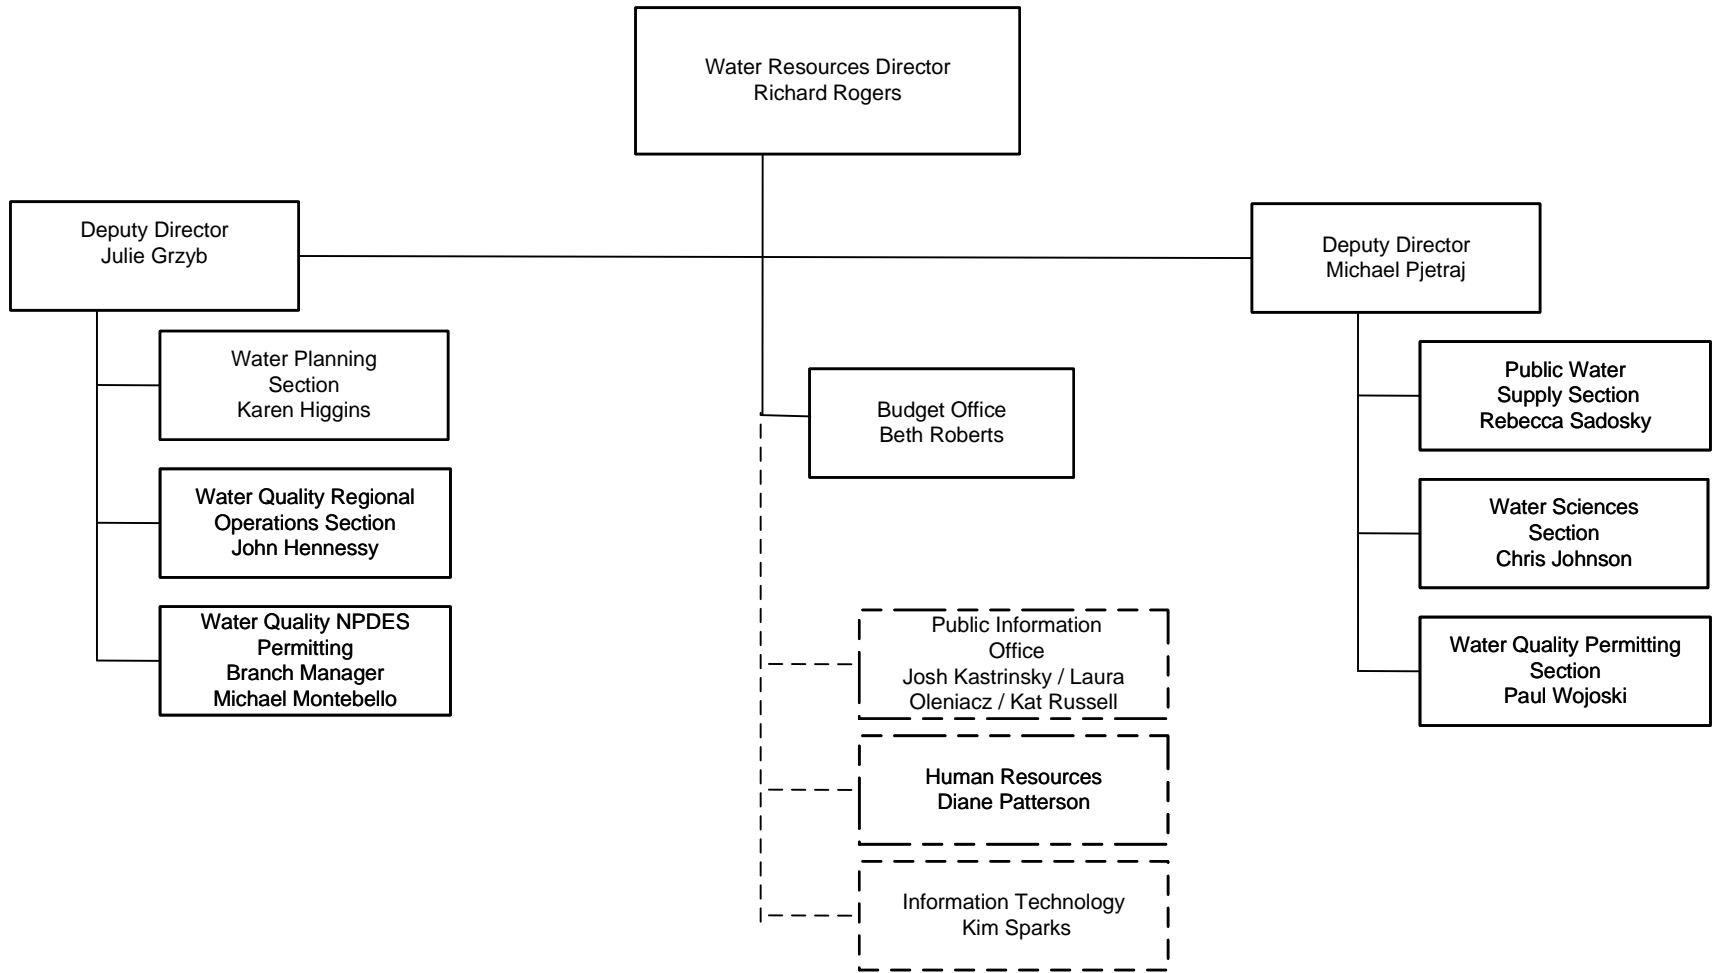 Water Resources Director
Richard Rogers
Deputy Director
Julie Grzyb
Deputy Director
Michael Pjetraj
Water Planning
Section
Karen Higgins
Water Quality Regional
Operations Section
John Hennessy
Water Quality NPDES
Permitting
Branch Manager
Michael Montebello
Budget Office
Beth Roberts
Public Information
Office
Josh Kastrinsky / Laura
Oleniacz / Kat Russell
Human Resources
Diane Patterson
Information Technology
Kim Sparks
Public Water
Supply Section
Rebecca Sadosky
Water Sciences
Section
Chris Johnson
Water Quality Permitting
Section
Paul Wojoski